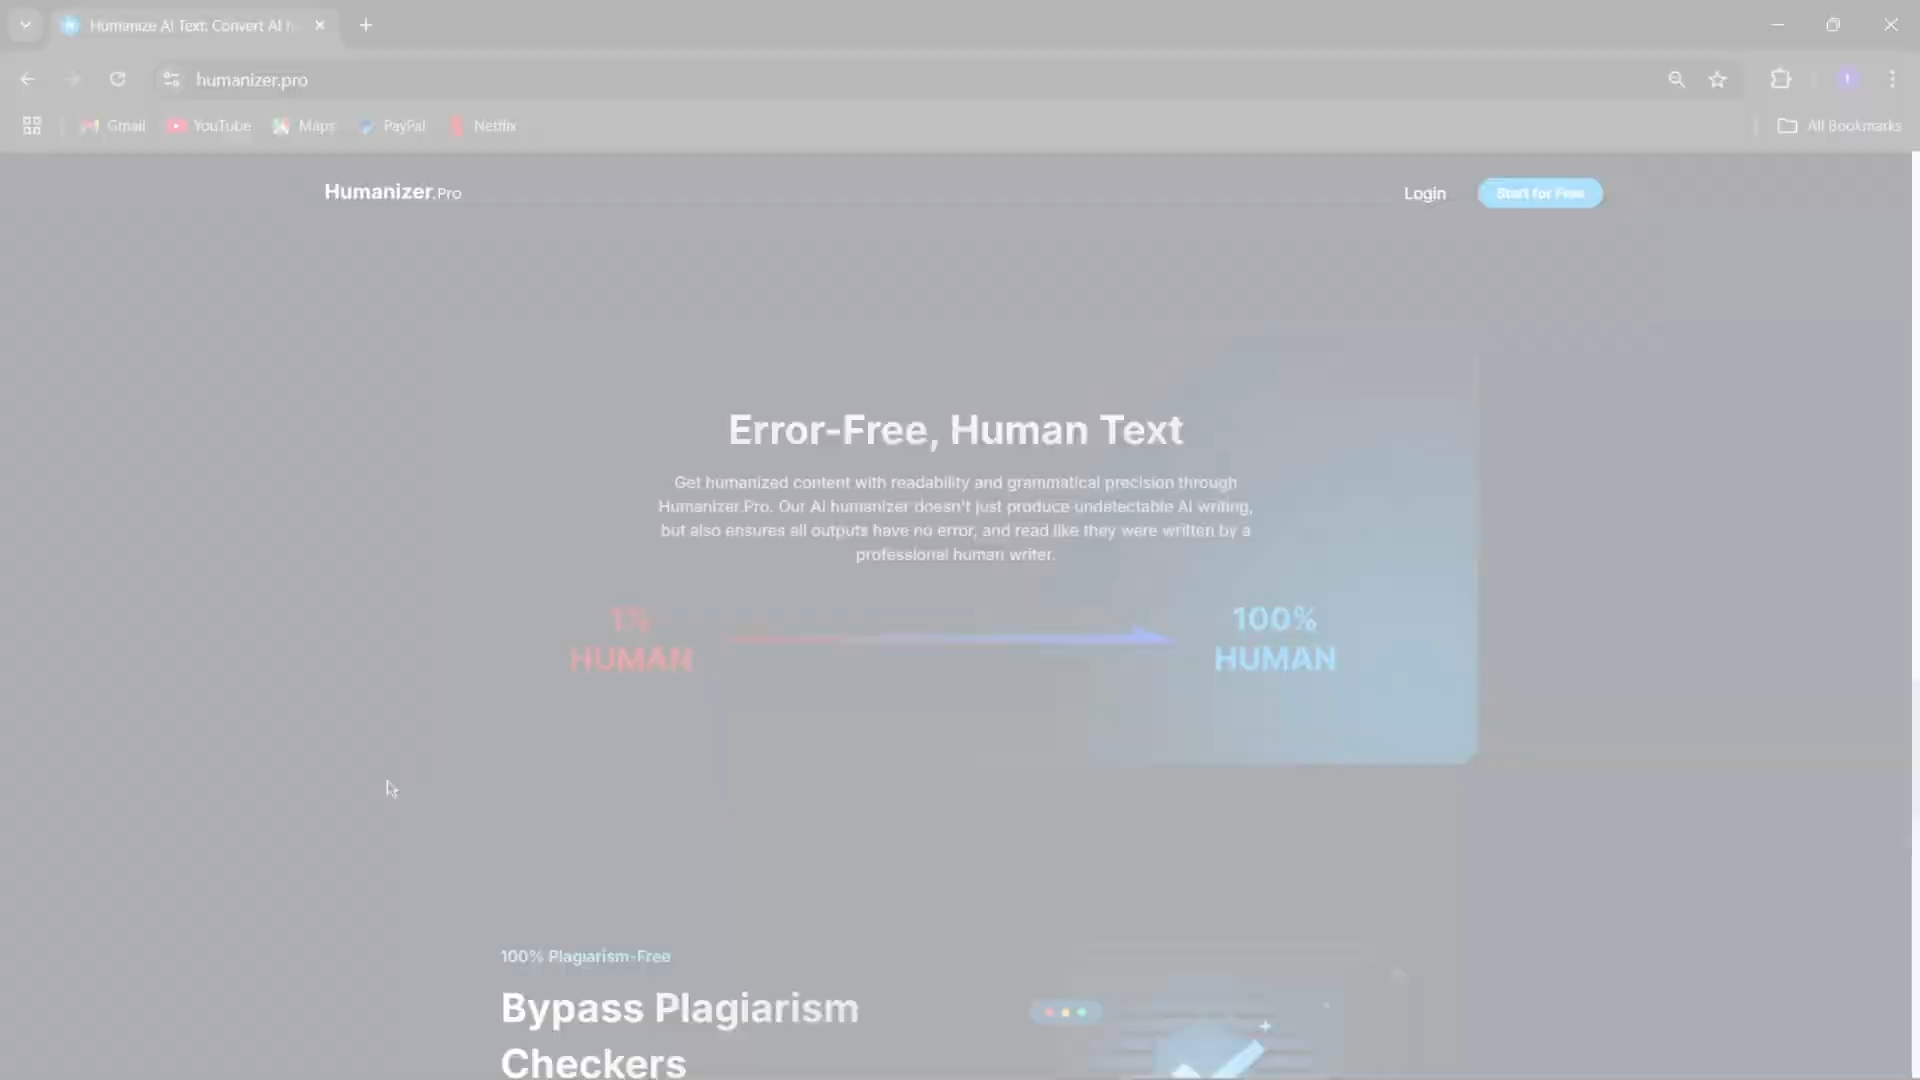 Humanize AI Text: Convert AI h
humanizer.pro
Gmail
YouTube
Maps
PayPal
Netflix
All Bookmarks
Humanizer.Pro
Login
Start for Free
Error-Free, Human Text
Get humanized content with readability and grammatical precision through
Humanizer.Pro. Our AI humanizer doesn't just produce undetectable AI writing,
but also ensures all outputs have no error, and read like they were written by a
professional human writer.
1%
HUMAN
100%
HUMAN
100% Plagiarism-Free
Bypass Plagiarism
Checkers